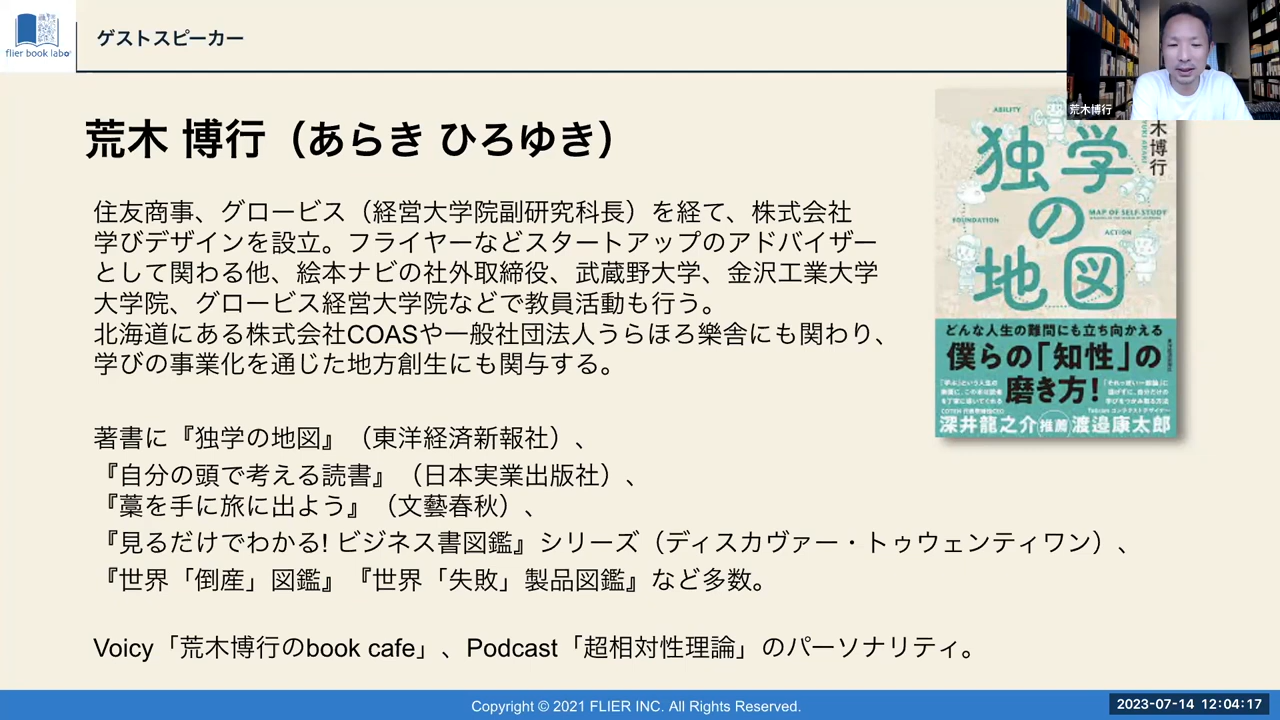 flier book labo
ゲストスピーカー
荒木博行
荒木 博行（あらき ひろゆき）
住友商事、グロービス（経営大学院副研究科長）を経て、株式会社
学びデザインを設立。フライヤーなどスタートアップのアドバイザー
として関わる他、絵本ナビの社外取締役、武蔵野大学、金沢工業大学
大学院、グロービス経営大学院などで教員活動も行う。
北海道にある株式会社COASや一般社団法人うらほろ樂舎にも関わり、
学びの事業化を通じた地方創生にも関与する。
著書に『独学の地図』（東洋経済新報社）、
『自分の頭で考える読書』（日本実業出版社）、
『藁を手に旅に出よう』（文藝春秋）、
『見るだけでわかる! ビジネス書図鑑』シリーズ（ディスカヴァー・トゥウェンティワン）、
『世界「倒産」図鑑』『世界「失敗」製品図鑑』など多数。
Voicy「荒木博行のbook cafe」、Podcast「超相対性理論」のパーソナリティ。
ABILITY
木博行
独学
の
地図
FOUNDATION
MAP OF SELF-STUDY
ACTION
どんな人生の難問にも立ち向かえる
僕らの「知性」の
磨き方!
深井龍之介 推薦 渡邉康太郎
Copyright © 2021 FLIER INC. All Rights Reserved.
2023-07-14 12:04:17